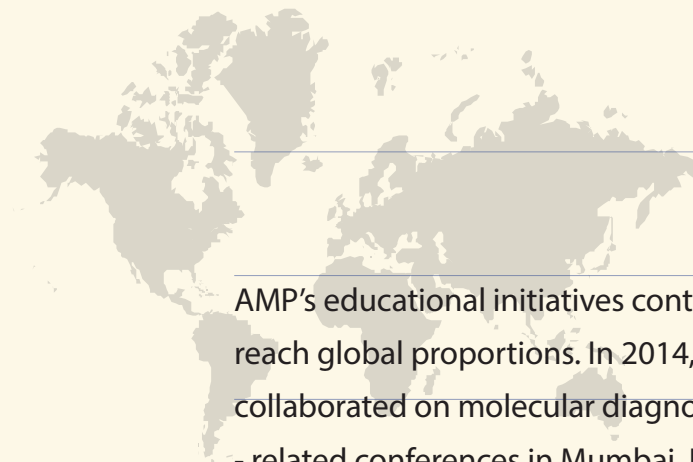 AMP’s educational initiatives cont
reach global proportions. In 2014,
collaborated on molecular diagno
- related conferences in Mumbai,